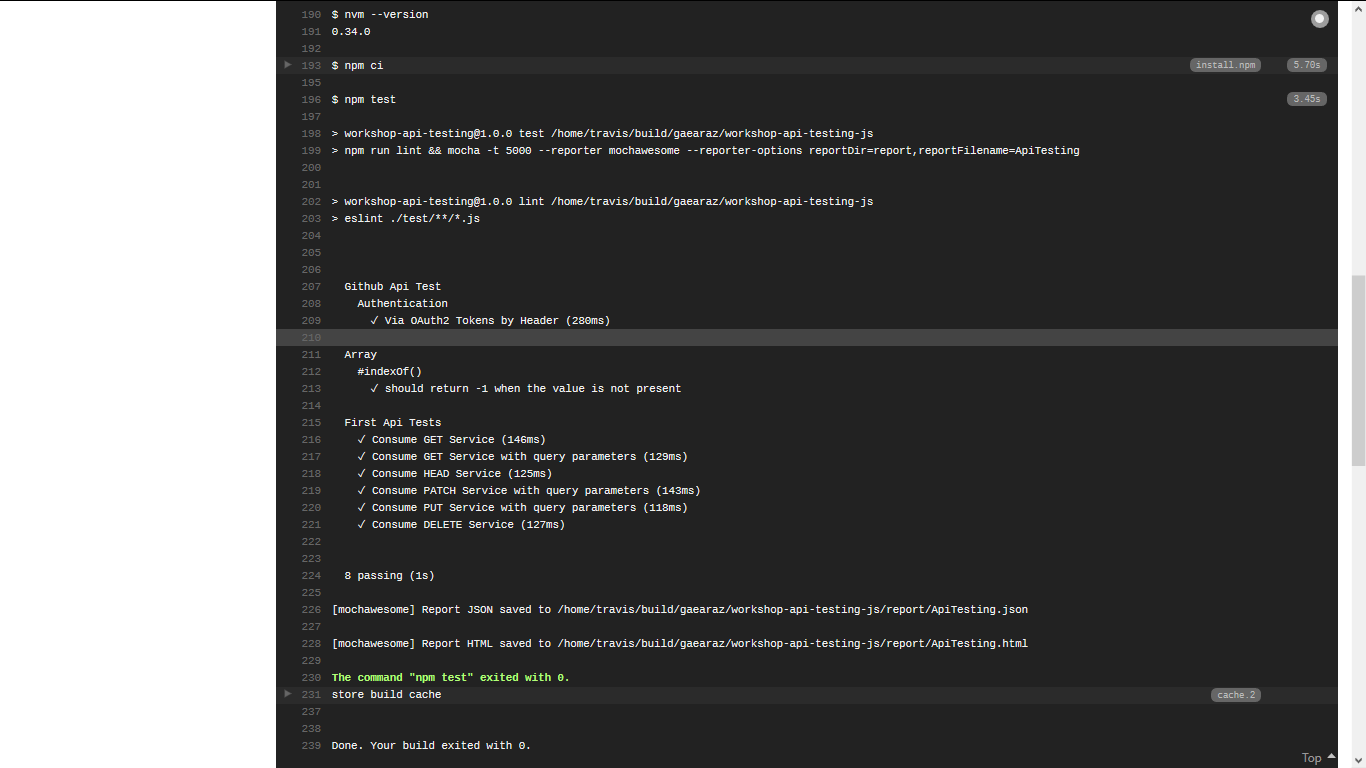 190 $ nvm --version
191 0.34.0
192
193 $ npm ci install.npm 5.70s
195
196 $ npm test 3.45s
197
198 > workshop-api-testing@1.0.0 test /home/travis/build/gaearaz/workshop-api-testing-js
199 > npm run lint && mocha -t 5000 --reporter mochawesome --reporter-options reportDir=report,reportFilename=ApiTesting
200
201
202 > workshop-api-testing@1.0.0 lint /home/travis/build/gaearaz/workshop-api-testing-js
203 > eslint ./test/**/*.js
204
205
206
207 Github Api Test
208 Authentication
209 ✓ Via OAuth2 Tokens by Header (280ms)
210
211 Array
212 #indexOf()
213 ✓ should return -1 when the value is not present
214
215 First Api Tests
216 ✓ Consume GET Service (146ms)
217 ✓ Consume GET Service with query parameters (129ms)
218 ✓ Consume HEAD Service (125ms)
219 ✓ Consume PATCH Service with query parameters (143ms)
220 ✓ Consume PUT Service with query parameters (118ms)
221 ✓ Consume DELETE Service (127ms)
222
223
224 8 passing (1s)
225
226 [mochawesome] Report JSON saved to /home/travis/build/gaearaz/workshop-api-testing-js/report/ApiTesting.json
227
228 [mochawesome] Report HTML saved to /home/travis/build/gaearaz/workshop-api-testing-js/report/ApiTesting.html
229
230 The command "npm test" exited with 0.
231 store build cache cache.2
237
238
239 Done. Your build exited with 0.
Top